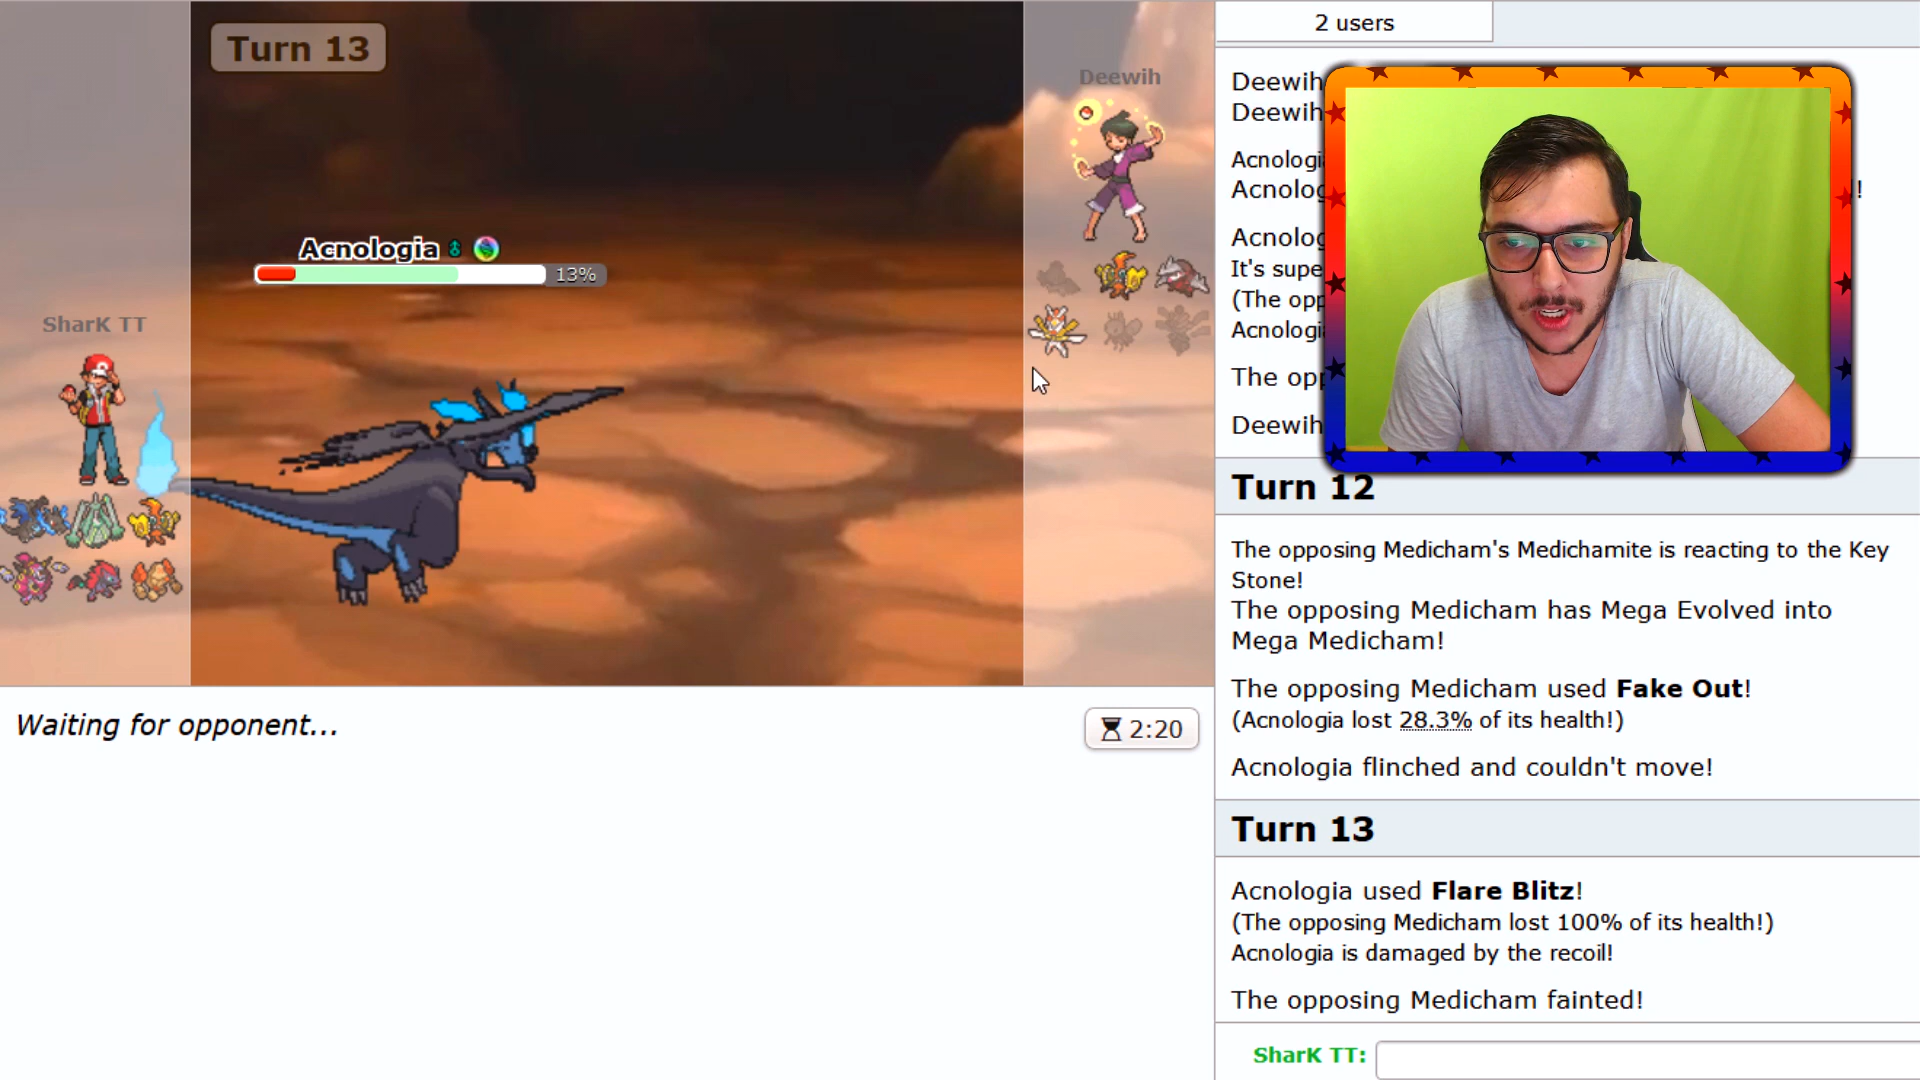 Turn 13
Deewih
Acnologia
13%
SharK TT
Waiting for opponent...
2:20
2 users
Deewih
Deewih
Acnologi
!
Acnolog
It's supe
(The opp
Acnologi
The opp
Deewih
Turn 12
The opposing Medicham's Medichamite is reacting to the Key
Stone!
The opposing Medicham has Mega Evolved into
Mega Medicham!
The opposing Medicham used Fake Out!
(Acnologia lost 28.3% of its health!)
Acnologia flinched and couldn't move!
Turn 13
Acnologia used Flare Blitz!
(The opposing Medicham lost 100% of its health!)
Acnologia is damaged by the recoil!
The opposing Medicham fainted!
SharK TT: